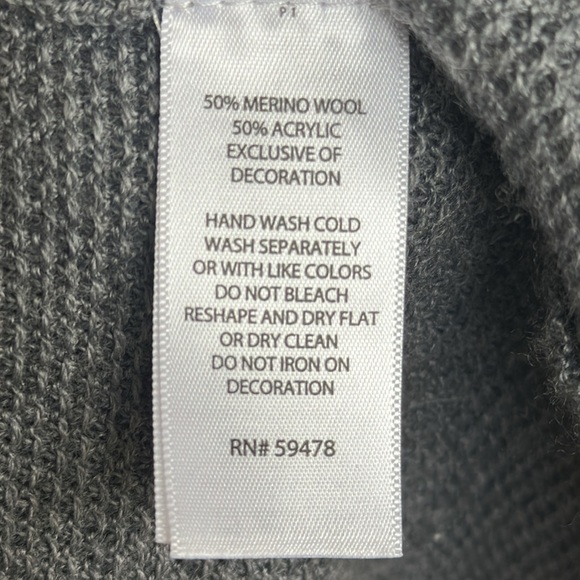 P1
50% MERINO WOOL
50% ACRYLIC
EXCLUSIVE OF
DECORATION
HAND WASH COLD
WASH SEPARATELY
OR WITH LIKE COLORS
DO NOT BLEACH
RESHAPE AND DRY FLAT
OR DRY CLEAN
DO NOT IRON ON
DECORATION
RN# 59478